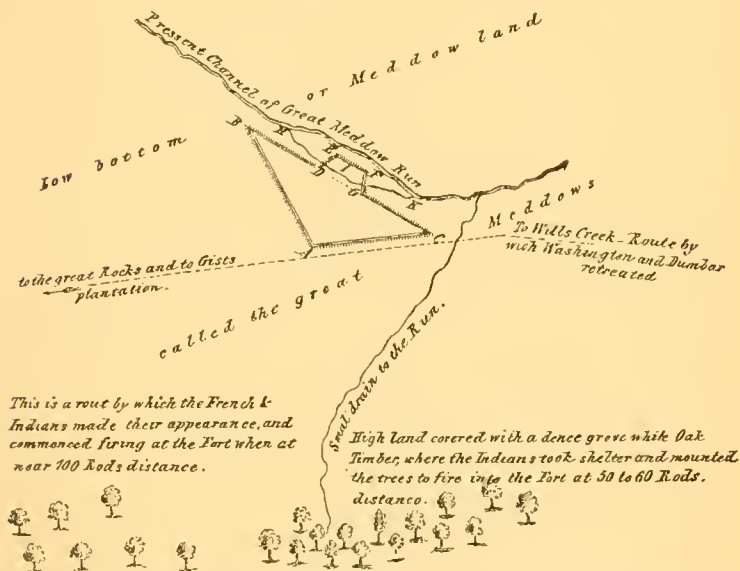 Pressent Channel of Great Meddow Run
or Meddow land
Low bottom
B
H
E
D
I
F
G
K
C
Meddows
To Wills Creek - Route by
wich Washington and Dumbar
retreated
to the great Rocks and to Gists
plantation.
called the great
Smal drain to the Run.
This is a rout by which the French &
Indians made their appearance, and
commenced firing at the Fort when at
near 100 Rods distance.
High land covered with a dence grove white Oak
Timber, where the Indians took shelter and mounted
the trees to fire into the Fort at 50 to 60 Rods.
distance.